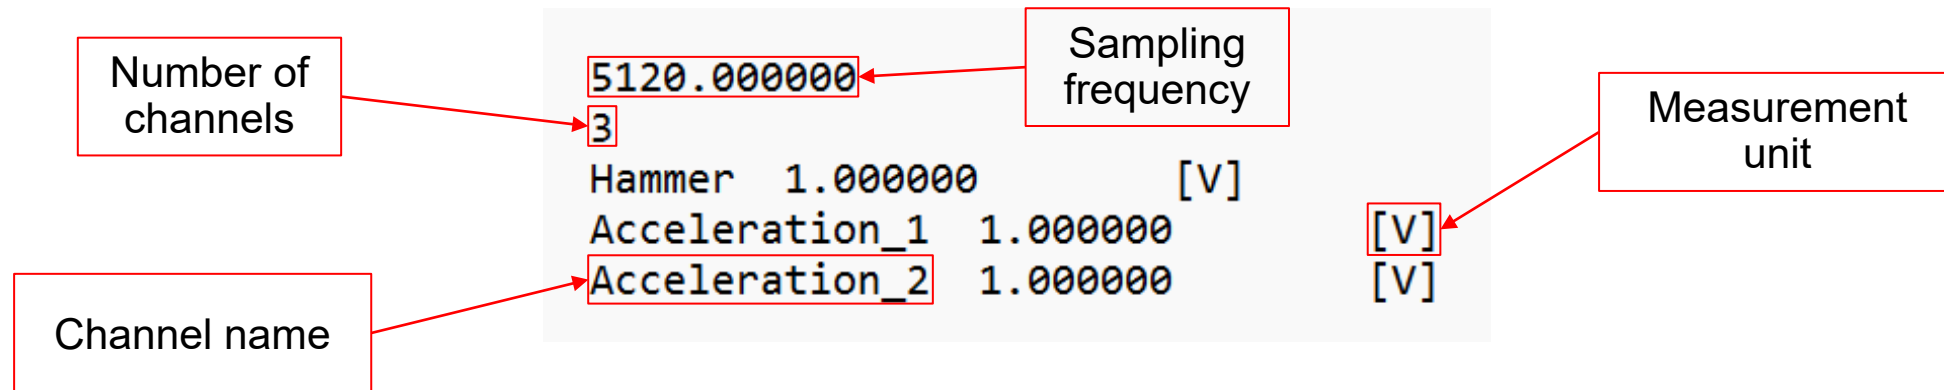 Number of
channels
5120.000000
Sampling
frequency
3
Measurement
unit
Hammer 1.000000 [V]
Acceleration_1 1.000000 [V]
Acceleration_2 1.000000 [V]
Channel name